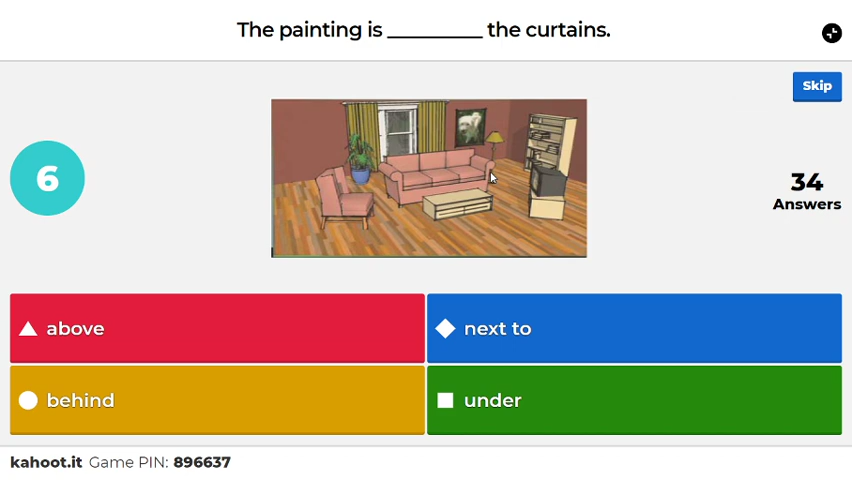 The painting is __________ the curtains.
Skip
6
34
Answers
above
next to
behind
under
kahoot.it Game PIN: 896637